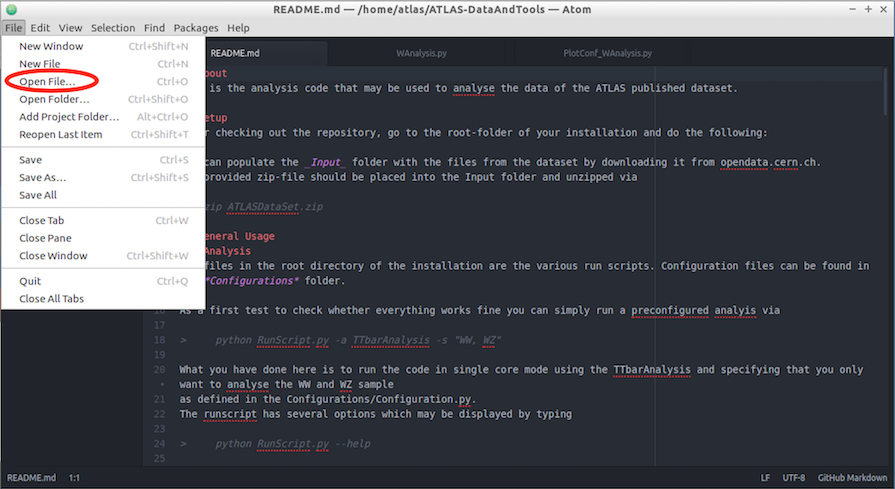 README.md — /home/atlas/ATLAS-DataAndTools — Atom
File Edit View Selection Find Packages Help
New Window Ctrl+Shift+N
New File Ctrl+N
Open File... Ctrl+O
Open Folder... Ctrl+Shift+O
Add Project Folder... Alt+Ctrl+O
Reopen Last Item Ctrl+Shift+T
Save Ctrl+S
Save As... Ctrl+Shift+S
Save All
Close Tab Ctrl+W
Close Pane
Close Window Ctrl+Shift+W
Quit Ctrl+Q
Close All Tabs
README.md WAnalysis.py PlotConf_WAnalysis.py
bout
is the analysis code that may be used to analyse the data of the ATLAS published dataset.
etup
r checking out the repository, go to the root-folder of your installation and do the following:
can populate the _Input_ folder with the files from the dataset by downloading it from opendata.cern.ch.
provided zip-file should be placed into the Input folder and unzipped via
zip ATLASDataSet.zip
eneral Usage
Analysis
files in the root directory of the installation are the various run scripts. Configuration files can be found in
*Configurations* folder.
16 As a first test to check whether everything works fine you can simply run a preconfigured analyis via
17
18 > python RunScript.py -a TTbarAnalysis -s "WW, WZ"
19
20 What you have done here is to run the code in single core mode using the TTbarAnalysis and specifying that you only
• want to analyse the WW and WZ sample
21 as defined in the Configurations/Configuration.py.
22 The runscript has several options which may be displayed by typing
23
24 > python RunScript.py --help
25
README.md 1:1 LF UTF-8 GitHub Markdown